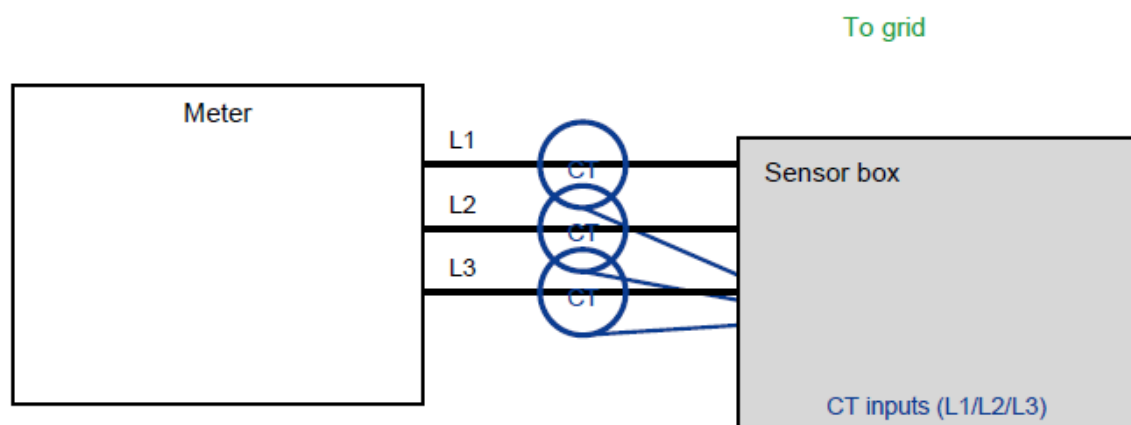 To grid
Meter
L1
CT
Sensor box
L2
CT
L3
CT
CT inputs (L1/L2/L3)